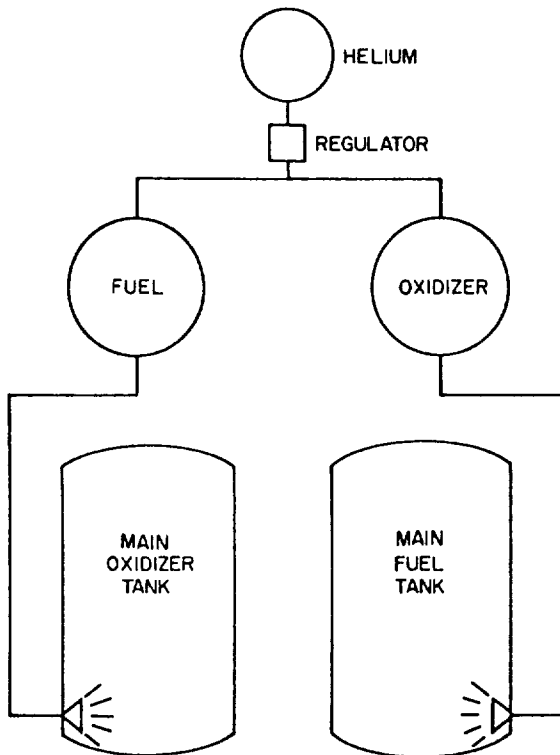 HELIUM
REGULATOR
FUEL
OXIDIZER
MAIN
OXIDIZER
TANK
MAIN
FUEL
TANK